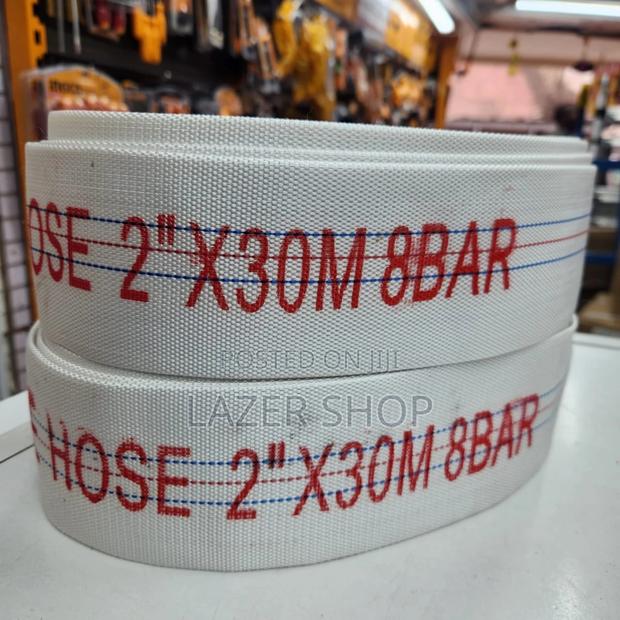 OSE 2" X30M 8BAR
POSTED ON JIJI
LAZER SHOP
HOSE 2" X30M 8BAR